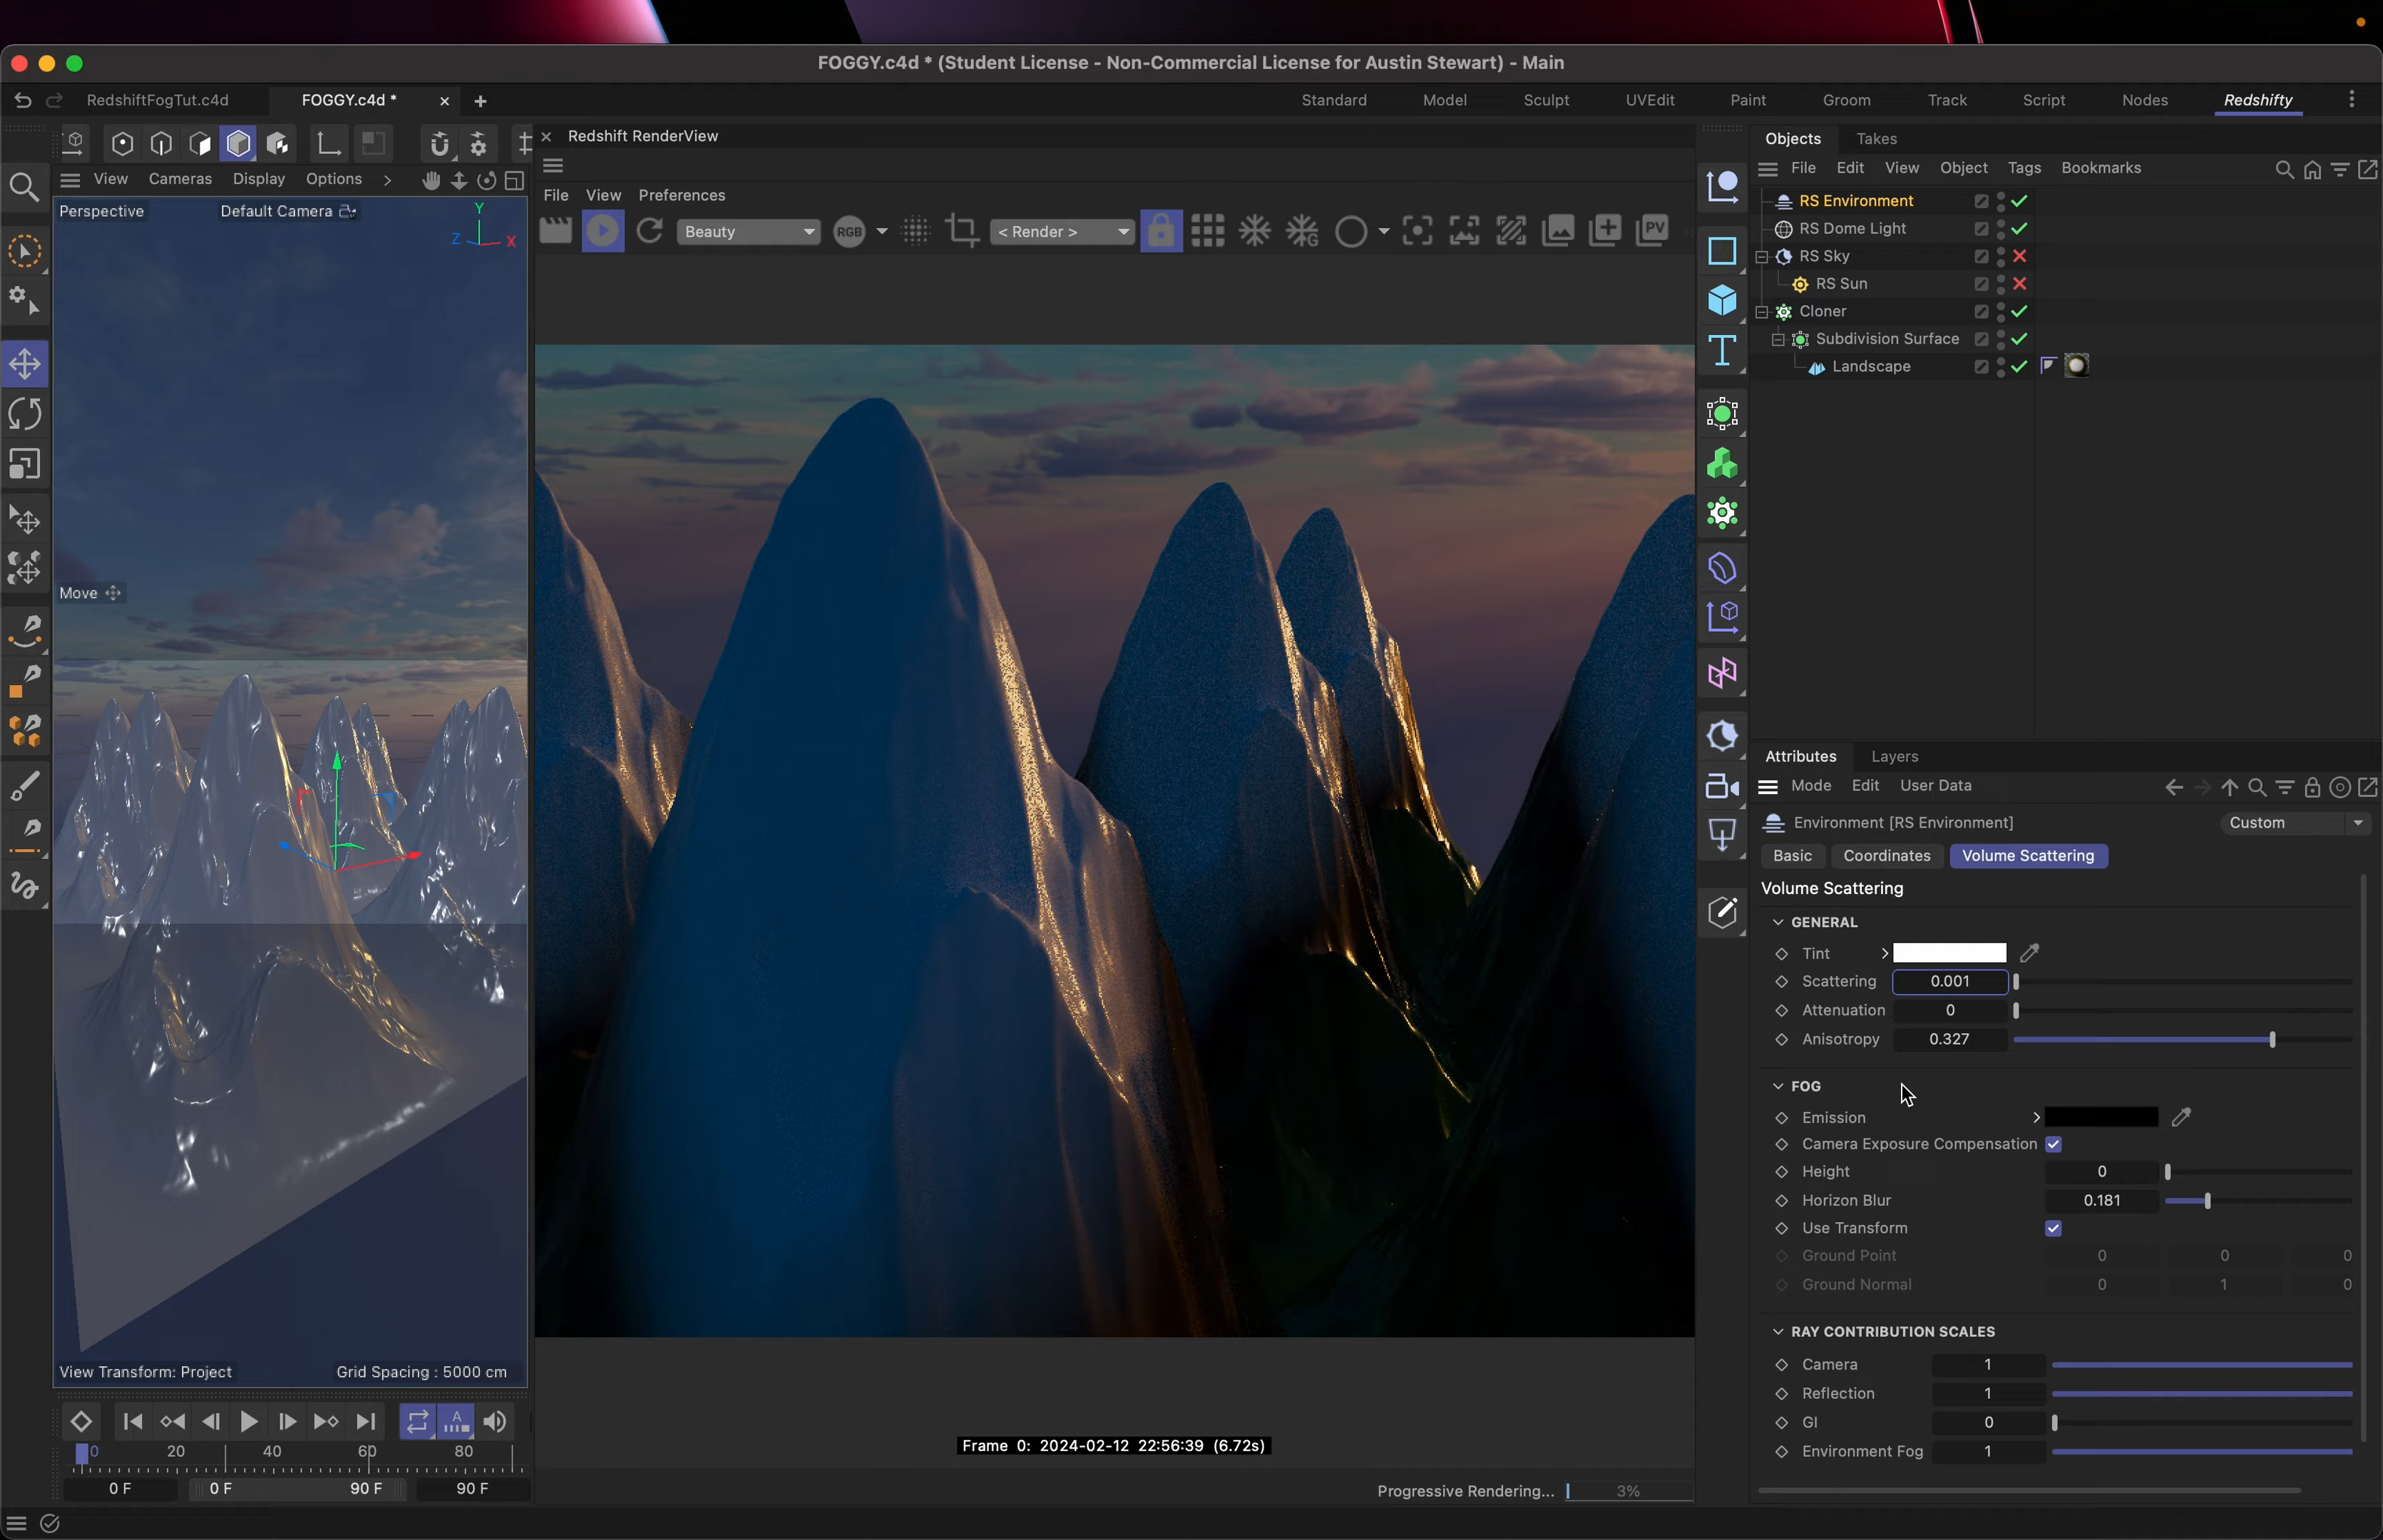 FOGGY.c4d * (Student License - Non-Commercial License for Austin Stewart) - Main
RedshiftFogTut.c4d
FOGGY.c4d *
Standard
Model
Sculpt
UVEdit
Paint
Groom
Track
Script
Nodes
Redshifty
View
Cameras
Display
Options
Perspective
Default Camera
Y
Z
X
Move
View Transform: Project
Grid Spacing : 5000 cm
Redshift RenderView
File View Preferences
Beauty
RGB
< Render >
G
PV
Frame 0: 2024-02-12 22:56:39 (6.72s)
Progressive Rendering... 3%
0 20 40 60 80
0 F
0 F
90 F
90 F
Objects
Takes
File Edit View Object Tags Bookmarks
RS Environment
RS Dome Light
RS Sky
RS Sun
Cloner
Subdivision Surface
Landscape
Attributes
Layers
Mode Edit User Data
Environment [RS Environment]
Custom
Basic
Coordinates
Volume Scattering
Volume Scattering
GENERAL
Tint
Scattering 0.001
Attenuation 0
Anisotropy 0.327
FOG
Emission
Camera Exposure Compensation
Height 0
Horizon Blur 0.181
Use Transform
Ground Point 0 0 0
Ground Normal 0 1 0
RAY CONTRIBUTION SCALES
Camera 1
Reflection 1
GI 0
Environment Fog 1